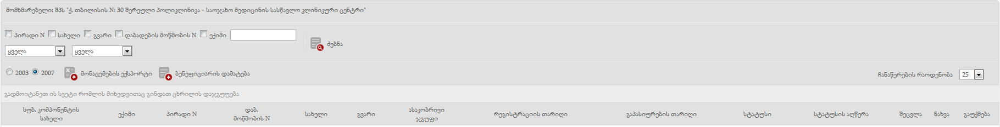 მომხმარებელი: შპს "ქ. თბილისის № 30 შერეული პოლიკლინიკა - საოჯახო მედიცინის სასწავლო კლინიკური ცენტრი"
პირადი N სახელი გვარი დაბადების მოწმობის N ექიმი
ძებნა
ყველა ყველა
2003 2007 მონაცემების ექსპორტი ბენეფიციარის დამატება ჩანაწერების რაოდენობა 25
გადმოიტანეთ ის სვეტი რომლის მიხედვითაც გინდათ ცხრილის დაჯგუფება
სუბ. კომპონენტის სახელი ექიმი პირადი N დაბ. მოწმობის N სახელი გვარი ასაკობრივი ჯგუფი რეგისტრაციის თარიღი გაპასიურების თარიღი სტატუსი სტატუსის აღწერა შეცვლა ნახვა გაუქმება